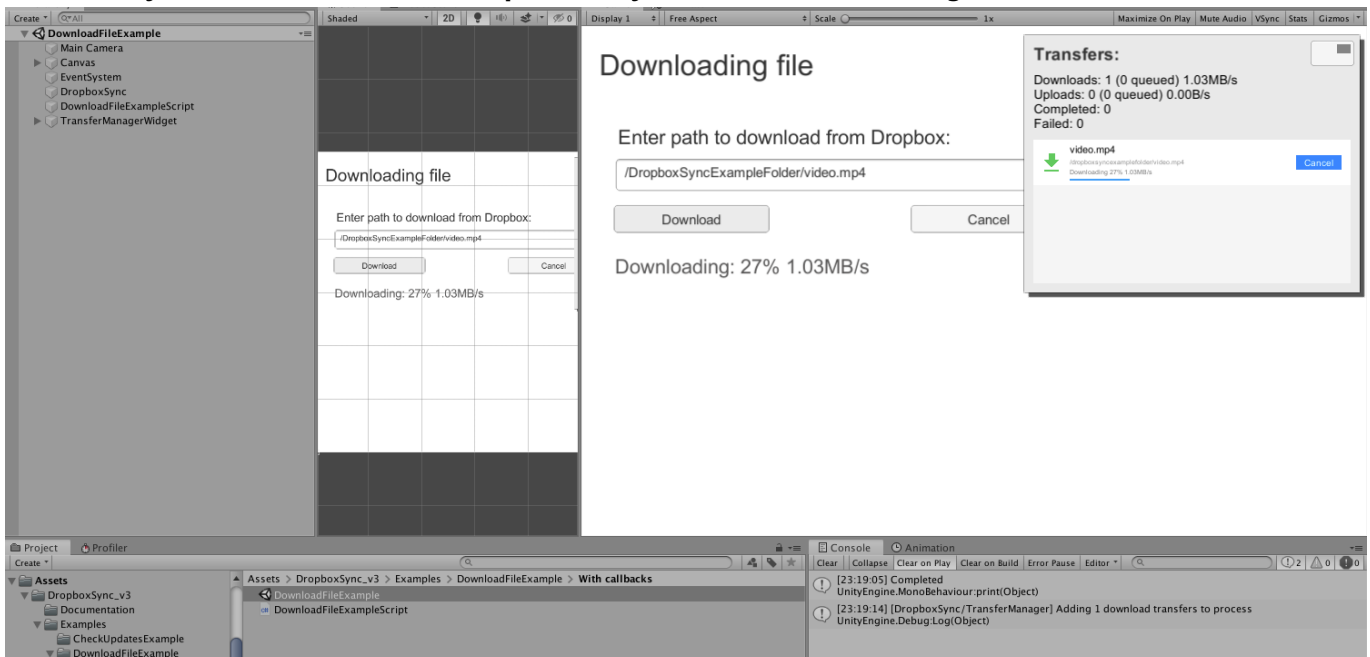 Create
Q▾All
DownloadFileExample
Main Camera
Canvas
EventSystem
DropboxSync
DownloadFileExampleScript
TransferManagerWidget
Shaded
2D
0
Downloading file
Enter path to download from Dropbox:
/DropboxSyncExampleFolder/video.mp4
Download
Cancel
Downloading: 27% 1.03MB/s
Display 1
Free Aspect
Scale
1x
Maximize On Play
Mute Audio
VSync
Stats
Gizmos
Downloading file
Enter path to download from Dropbox:
/DropboxSyncExampleFolder/video.mp4
Download
Cancel
Downloading: 27% 1.03MB/s
Transfers:
Downloads: 1 (0 queued) 1.03MB/s
Uploads: 0 (0 queued) 0.00B/s
Completed: 0
Failed: 0
video.mp4
/dropboxsyncexamplefolder/video.mp4
Downloading 27% 1.03MB/s
Cancel
Project
Profiler
Create
Assets
DropboxSync_v3
Documentation
Examples
CheckUpdatesExample
DownloadFileExample
Assets > DropboxSync_v3 > Examples > DownloadFileExample > With callbacks
DownloadFileExample
DownloadFileExampleScript
Console
Animation
Clear
Collapse
Clear on Play
Clear on Build
Error Pause
Editor
2
0
0
[23:19:05] Completed
UnityEngine.MonoBehaviour:print(Object)
[23:19:14] [DropboxSync/TransferManager] Adding 1 download transfers to process
UnityEngine.Debug:Log(Object)